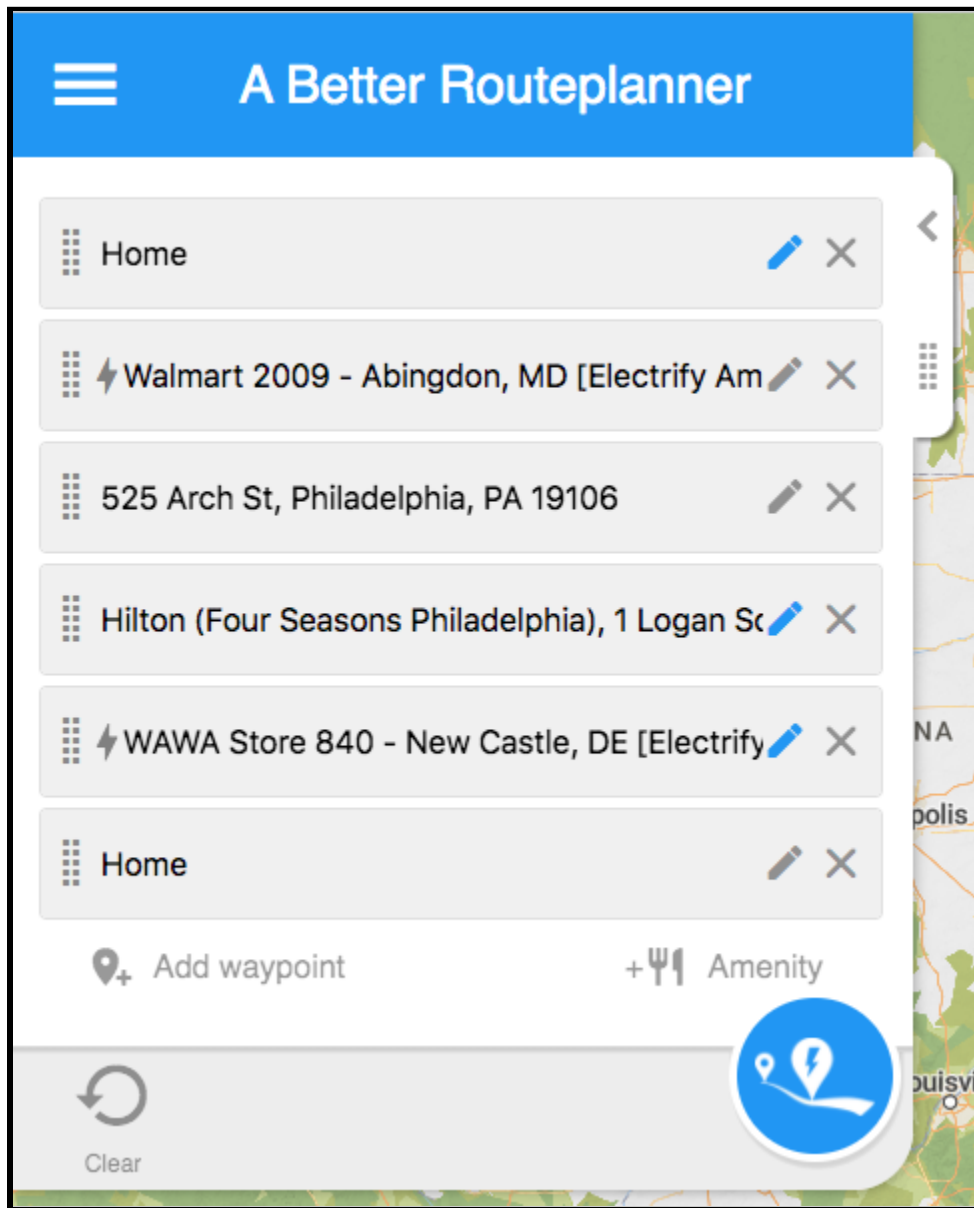 A Better Routeplanner
Home
Walmart 2009 - Abingdon, MD [Electrify Am
525 Arch St, Philadelphia, PA 19106
Hilton (Four Seasons Philadelphia), 1 Logan
WAWA Store 840 - New Castle, DE [Electrify
Home
Add waypoint
+ Amenity
Clear
NA
polis
ouisvi